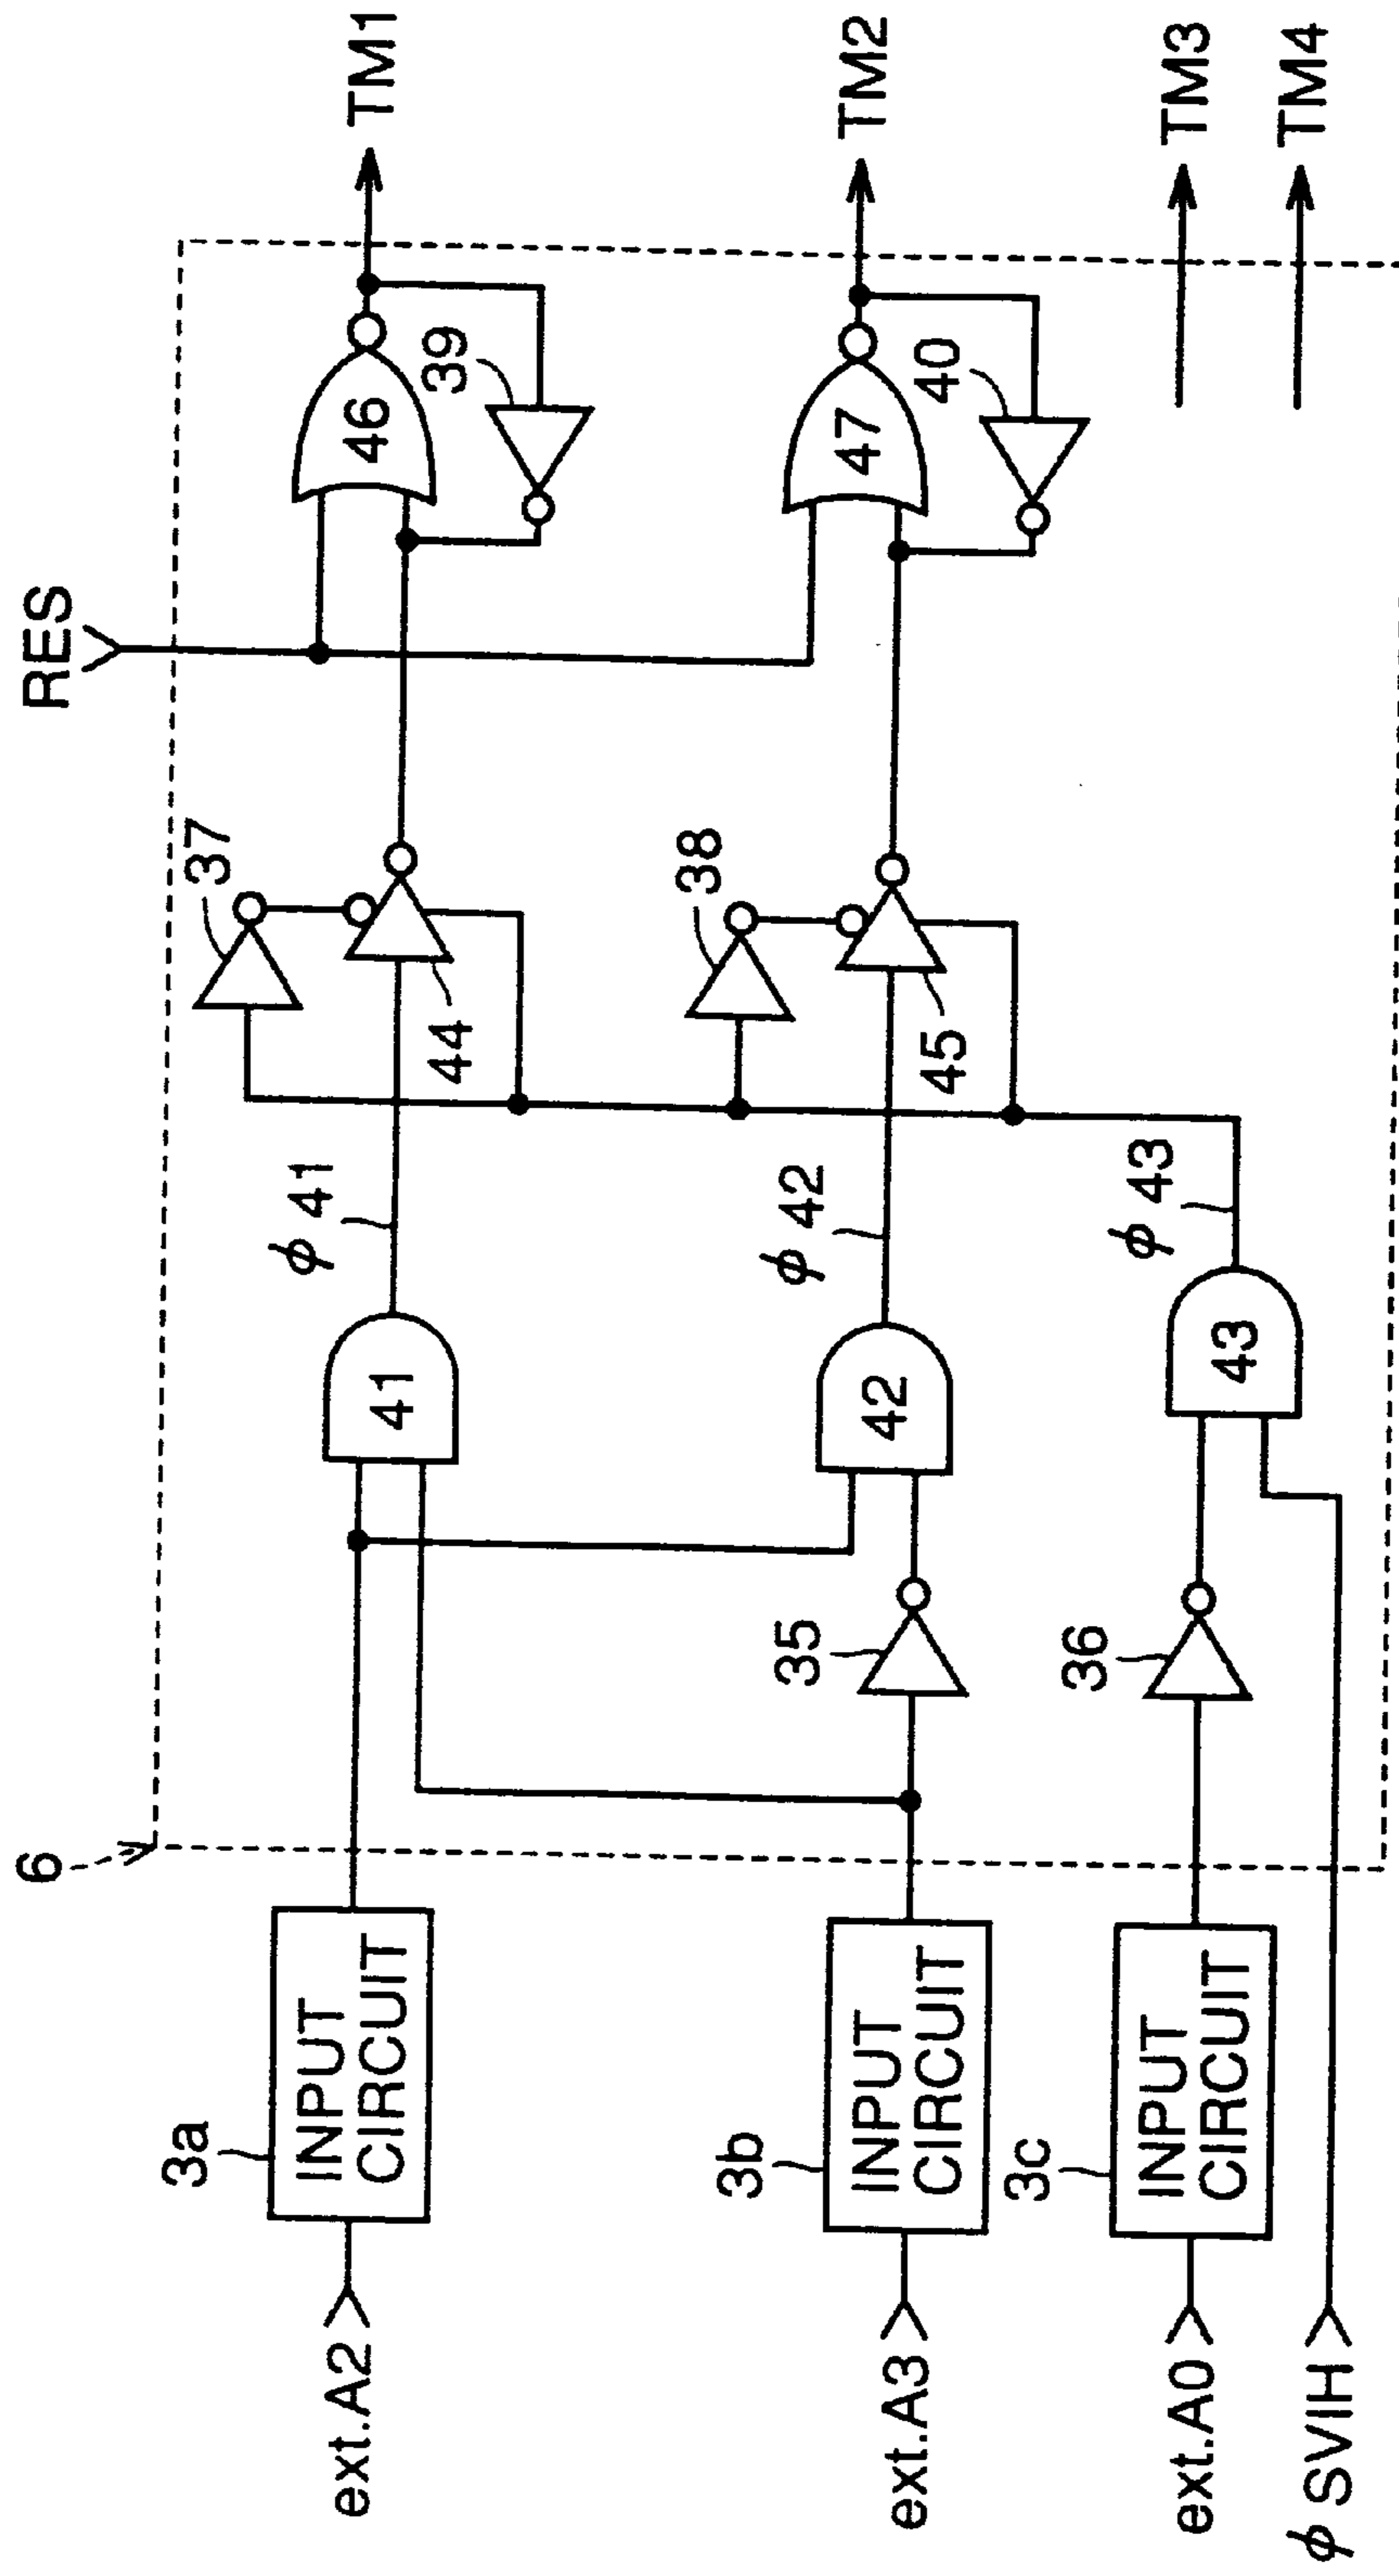 6
RES
3a
INPUT
CIRCUIT
ext.A2
41
ϕ 41
37
44
46
39
TM1
3b
INPUT
CIRCUIT
ext.A3
35
42
ϕ 42
38
45
47
40
TM2
3c
INPUT
CIRCUIT
ext.A0
36
43
ϕ 43
TM3
TM4
ϕ SVIH